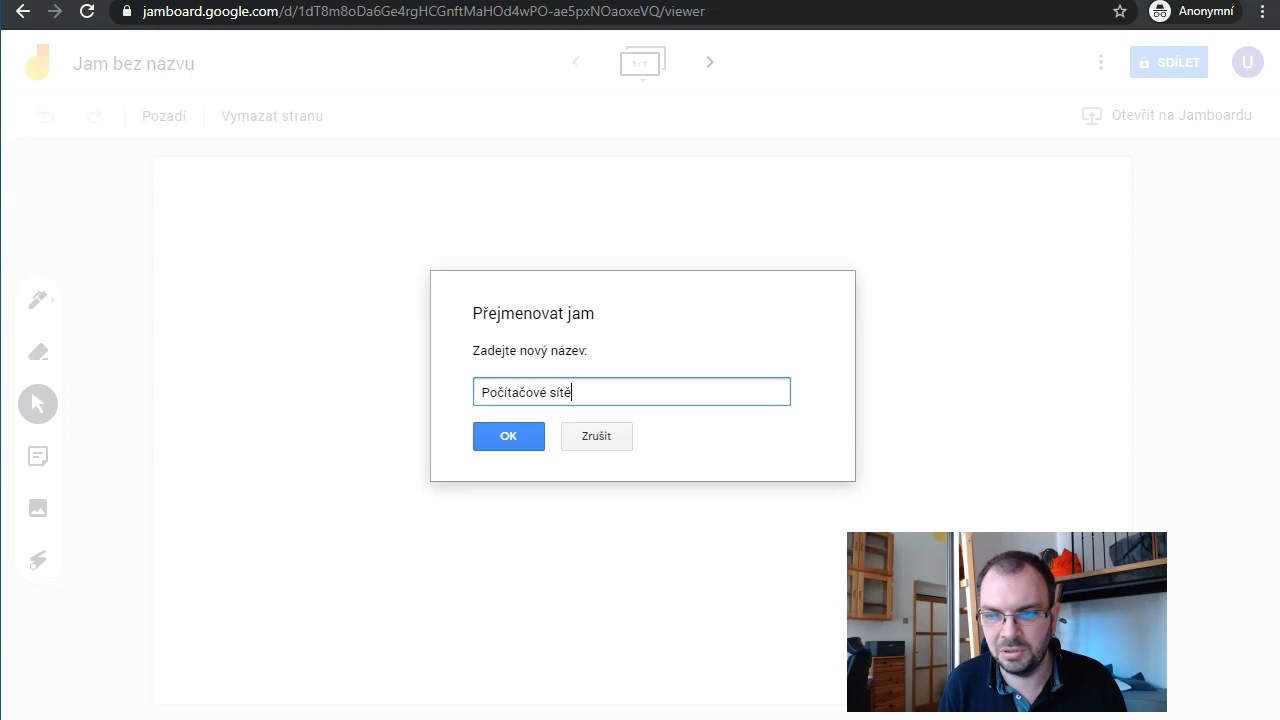 jamboard.google.com/d/1dT8m8oDa6Ge4rgHCGnftMaHOd4wPO-ae5pxNOaoxeVQ/viewer
Anonymní
Jam bez názvu
1 / 1
SDÍLET
U
Pozadí
Vymazat stranu
Otevřít na Jamboardu
Přejmenovat jam
Zadejte nový název:
Počítačové sítě
OK
Zrušit